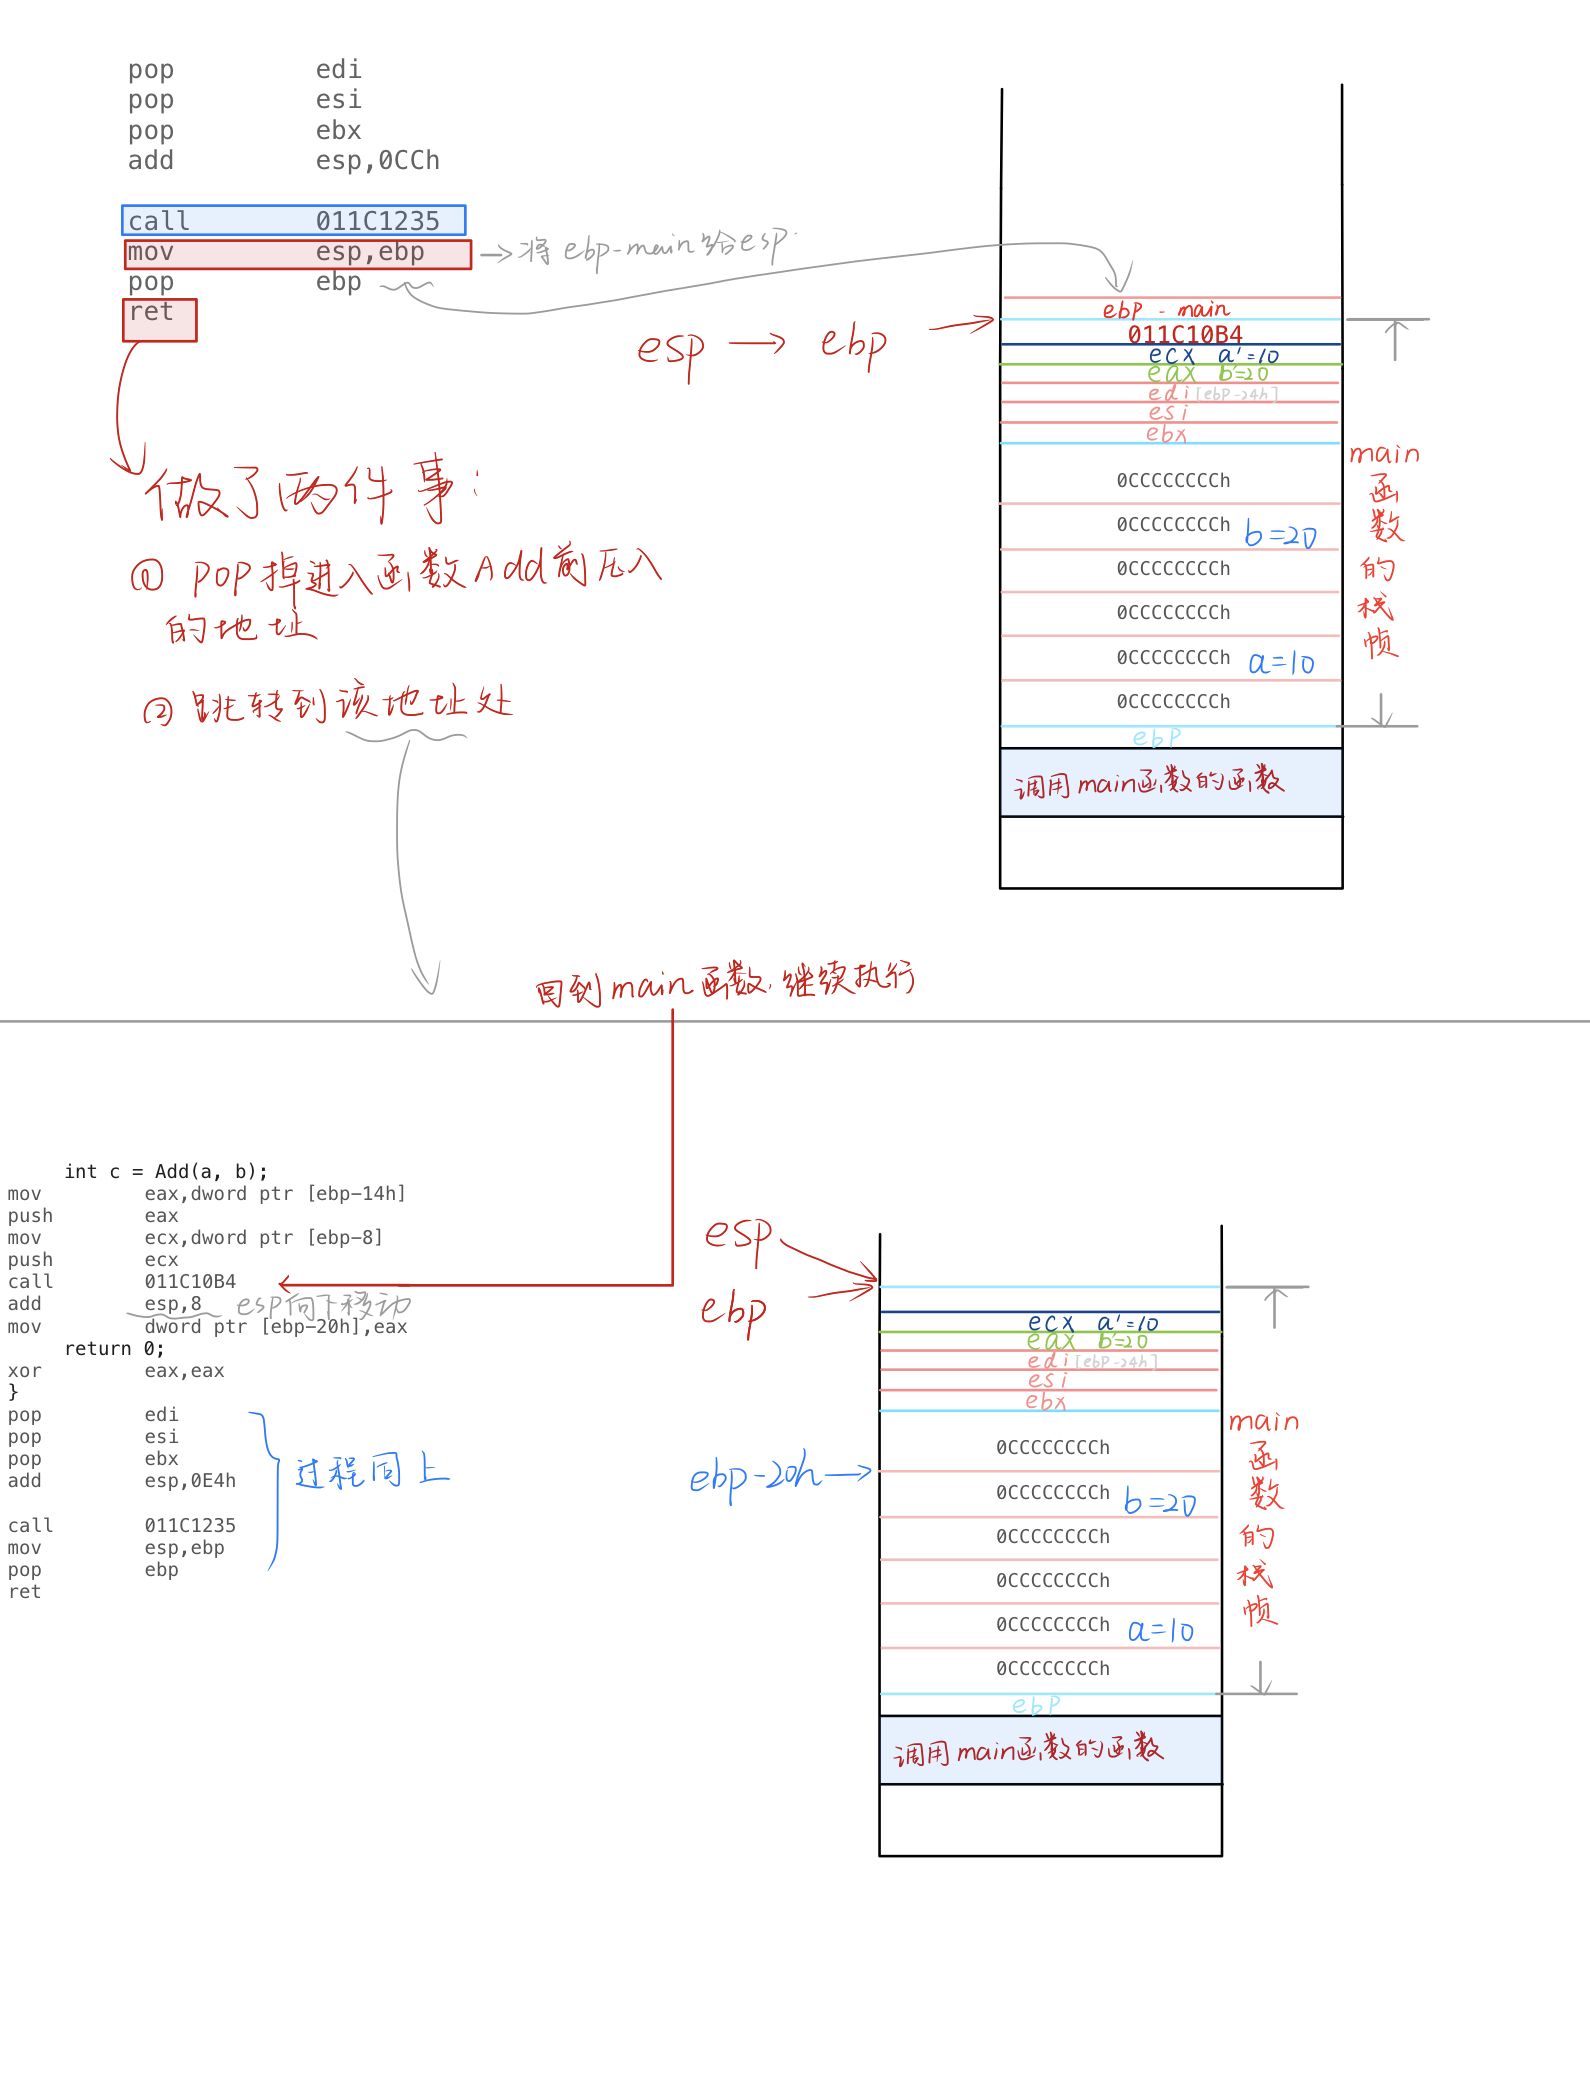 pop edi
pop esi
pop ebx
add esp,0CCh
call 011C1235
mov esp,ebp
→将ebp-main给esp.
pop ebp
ret
esp → ebp
做了两件事:
① pop掉进入函数Add前压入
的地址
② 跳转到该地址处
ebp - main
011C10B4
ecx a'=10
eax b'=20
edi [ebp-24h]
esi
ebx
0CCCCCCCCh
0CCCCCCCCh b=20
0CCCCCCCCh
0CCCCCCCCh
0CCCCCCCCh a=10
0CCCCCCCCh
ebp
调用main函数的函数
main
函
数
的
栈
帧
回到main函数,继续执行
int c = Add(a, b);
mov eax,dword ptr [ebp-14h]
push eax
mov ecx,dword ptr [ebp-8]
push ecx
call 011C10B4
add esp,8 esp向下移动
mov dword ptr [ebp-20h],eax
return 0;
xor eax,eax
}
pop edi
pop esi
pop ebx
add esp,0E4h
过程同上
call 011C1235
mov esp,ebp
pop ebp
ret
esp
ebp
ebp-20h→
ecx a'=10
eax b'=20
edi [ebp-24h]
esi
ebx
0CCCCCCCCh
0CCCCCCCCh b=20
0CCCCCCCCh
0CCCCCCCCh
0CCCCCCCCh a=10
0CCCCCCCCh
ebp
调用main函数的函数
main
函
数
的
栈
帧